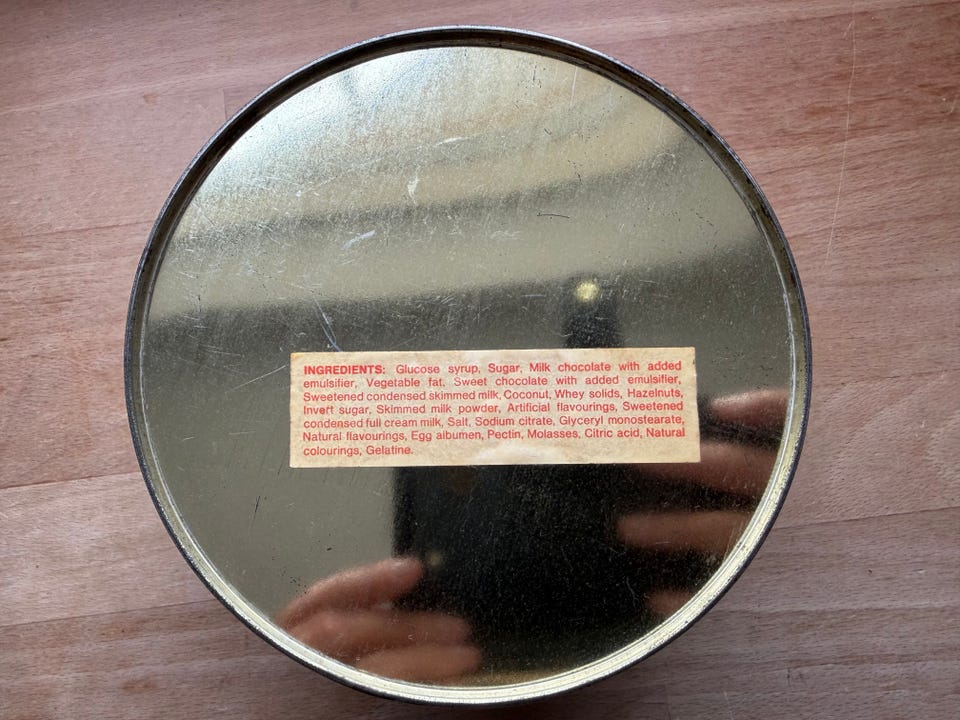 INGREDIENTS: Glucose syrup, Sugar, Milk chocolate with added
emulsifier, Vegetable fat, Sweet chocolate with added emulsifier,
Sweetened condensed skimmed milk, Coconut, Whey solids, Hazelnuts,
Invert sugar, Skimmed milk powder, Artificial flavourings, Sweetened
condensed full cream milk, Salt, Sodium citrate, Glyceryl monostearate,
Natural flavourings, Egg albumen, Pectin, Molasses, Citric acid, Natural
colourings, Gelatine.